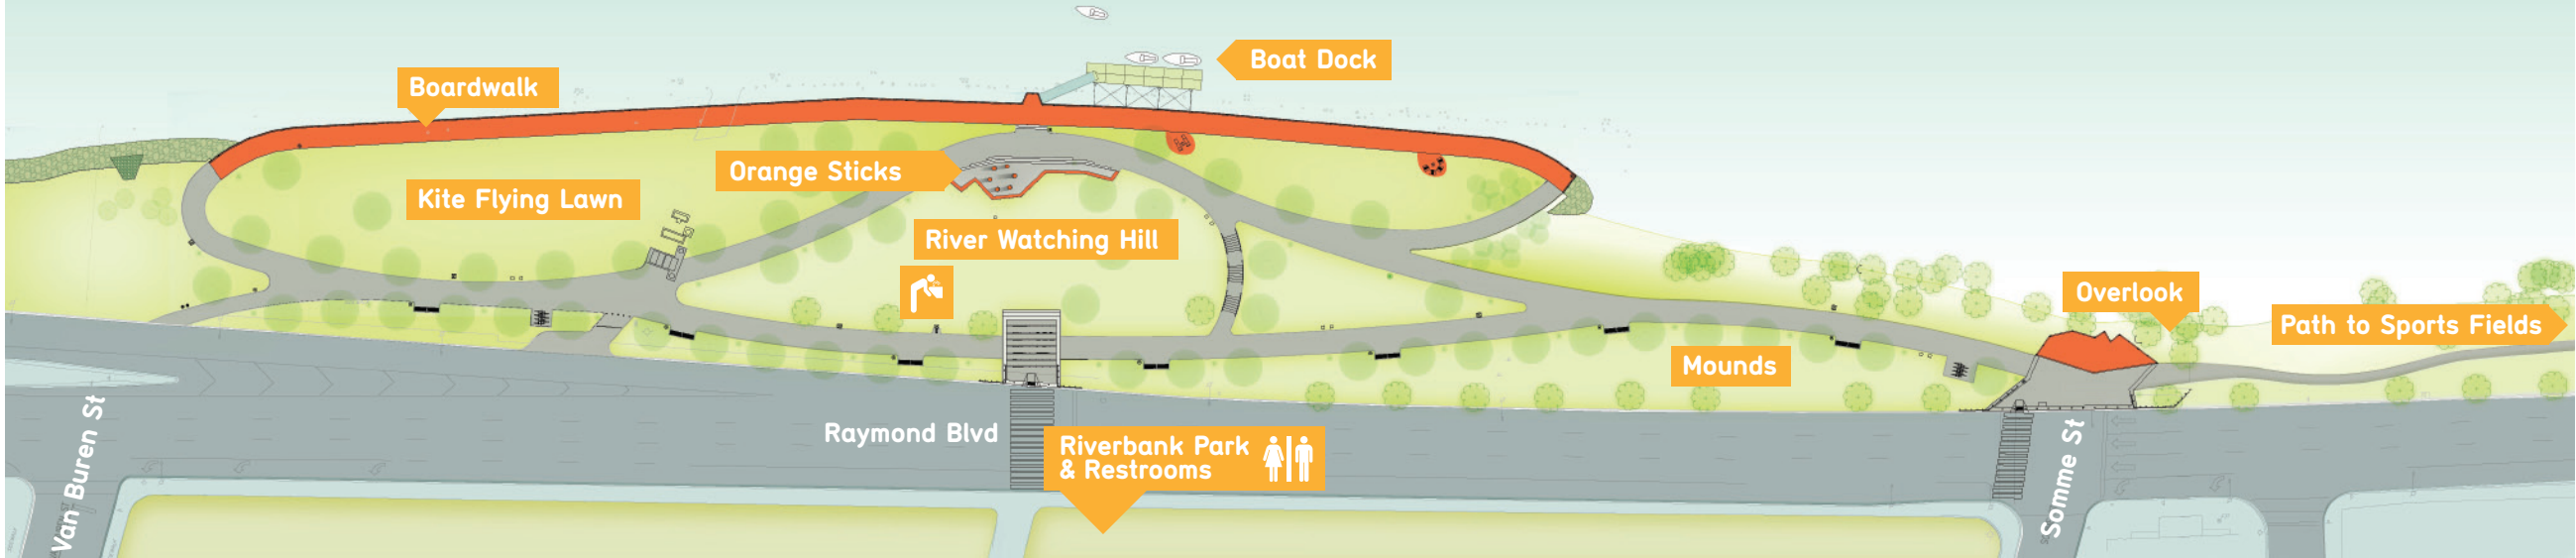 Boat Dock
Boardwalk
Orange Sticks
Kite Flying Lawn
River Watching Hill
Overlook
Path to Sports Fields
Mounds
Raymond Blvd
Riverbank Park
& Restrooms
Van Buren St
Somme St